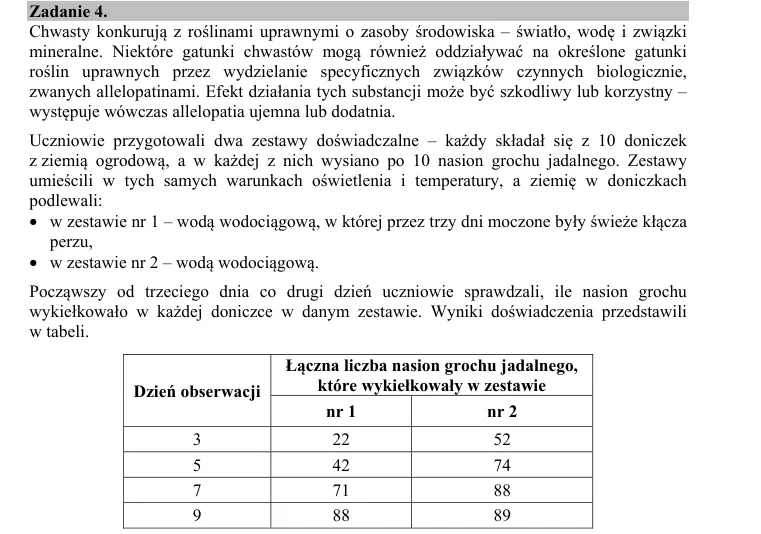 Zadanie 4.
Chwasty konkurują z roślinami uprawnymi o zasoby środowiska – światło, wodę i związki
mineralne. Niektóre gatunki chwastów mogą również oddziaływać na określone gatunki
roślin uprawnych przez wydzielanie specyficznych związków czynnych biologicznie,
zwanych allelopatinami. Efekt działania tych substancji może być szkodliwy lub korzystny –
występuje wówczas allelopatia ujemna lub dodatnia.
Uczniowie przygotowali dwa zestawy doświadczalne – każdy składał się z 10 doniczek
z ziemią ogrodową, a w każdej z nich wysiano po 10 nasion grochu jadalnego. Zestawy
umieścili w tych samych warunkach oświetlenia i temperatury, a ziemię w doniczkach
podlewali:
• w zestawie nr 1 – wodą wodociągową, w której przez trzy dni moczone były świeże kłącza
perzu,
• w zestawie nr 2 – wodą wodociągową.
Począwszy od trzeciego dnia co drugi dzień uczniowie sprawdzali, ile nasion grochu
wykiełkowało w każdej doniczce w danym zestawie. Wyniki doświadczenia przedstawili
w tabeli.
Dzień obserwacji
Łączna liczba nasion grochu jadalnego,
które wykiełkowały w zestawie
nr 1 nr 2
3 22 52
5 42 74
7 71 88
9 88 89